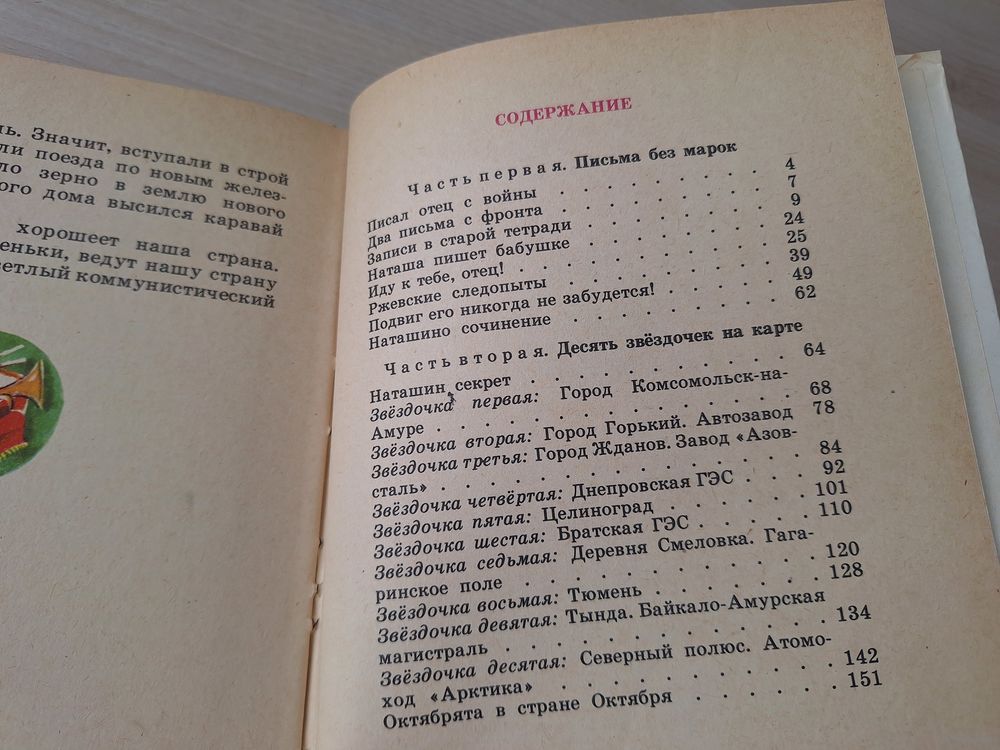 ль. Значит, вступали в строй
ли поезда по новым желез-
ло зерно в землю нового
ого дома высился каравай
хорошеет наша страна.
еньки, ведут нашу страну
етлый коммунистический
СОДЕРЖАНИЕ
Часть первая. Письма без марок
Писал отец с войны . . . . . . . 4
Два письма с фронта . . . . . . . 7
Записи в старой тетради . . . . . . 9
Наташа пишет бабушке . . . . . . 24
Иду к тебе, отец! . . . . . . . . 25
Ржевские следопыты . . . . . . . 39
Подвиг его никогда не забудется! . . . . 49
Наташино сочинение . . . . . . . 62
Часть вторая. Десять звёздочек на карте
Наташин секрет . . . . . . . . 64
Звёздочка первая: Город Комсомольск-на-
Амуре . . . . . . . . . . . 68
Звёздочка вторая: Город Горький. Автозавод 78
Звёздочка третья: Город Жданов. Завод «Азов-
сталь» . . . . . . . . . . . 84
Звёздочка четвёртая: Днепровская ГЭС . . . 92
Звёздочка пятая: Целиноград . . . . . 101
Звёздочка шестая: Братская ГЭС . . . . 110
Звёздочка седьмая: Деревня Смеловка. Гага-
ринское поле . . . . . . . . . 120
Звёздочка восьмая: Тюмень . . . . . 128
Звёздочка девятая: Тында. Байкало-Амурская
магистраль . . . . . . . . . . 134
Звёздочка десятая: Северный полюс. Атомо-
ход «Арктика» . . . . . . . . . 142
Октябрята в стране Октября . . . . . 151